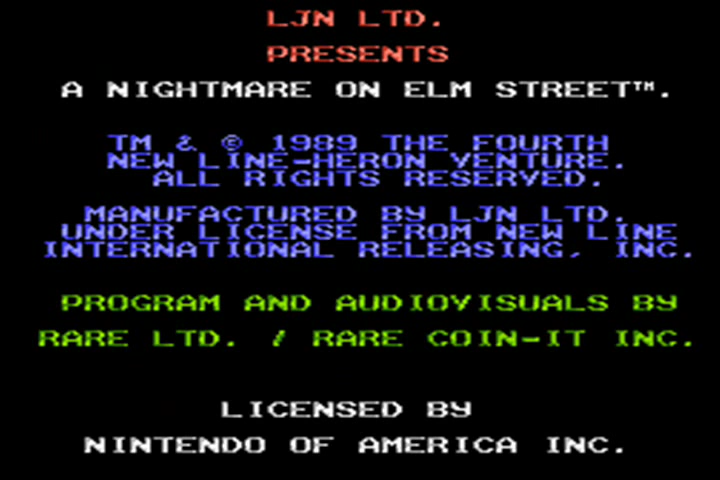 LJN LTD.
PRESENTS
A NIGHTMARE ON ELM STREET™.
TM & © 1989 THE FOURTH
NEW LINE-HERON VENTURE.
ALL RIGHTS RESERVED.
MANUFACTURED BY LJN LTD.
UNDER LICENSE FROM NEW LINE
INTERNATIONAL RELEASING, INC.
PROGRAM AND AUDIOVISUALS BY
RARE LTD. / RARE COIN-IT INC.
LICENSED BY
NINTENDO OF AMERICA INC.